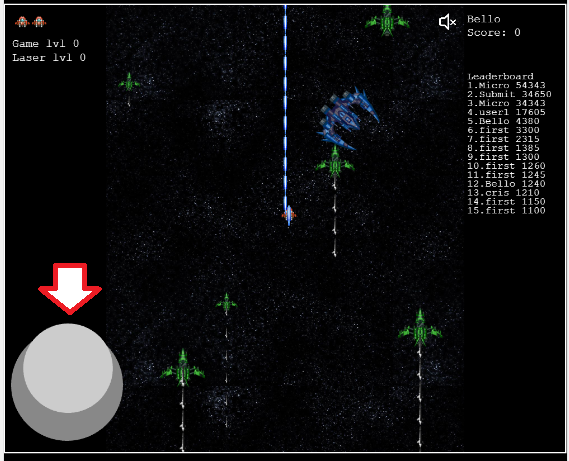 Game lvl 0
Laser lvl 0
Bello
Score: 0
Leaderboard
1.Micro 54343
2.Submit 34650
3.Micro 34343
4.user1 17605
5.Bello 4380
6.first 3300
7.first 2315
8.first 1385
9.first 1300
10.first 1260
11.first 1245
12.Bello 1240
13.cris 1210
14.first 1150
15.first 1100